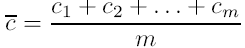 c̅ = (c₁ + c₂ + … + cₘ) / m